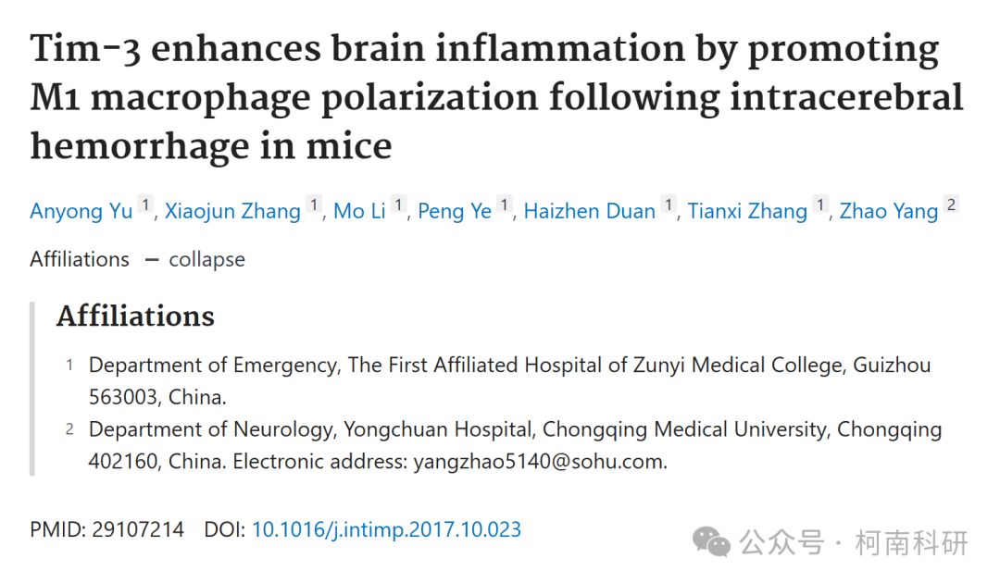 Tim-3 enhances brain inflammation by promoting
M1 macrophage polarization following intracerebral
hemorrhage in mice
Anyong Yu 1, Xiaojun Zhang 1, Mo Li 1, Peng Ye 1, Haizhen Duan 1, Tianxi Zhang 1, Zhao Yang 2
Affiliations − collapse
Affiliations
1 Department of Emergency, The First Affiliated Hospital of Zunyi Medical College, Guizhou
563003, China.
2 Department of Neurology, Yongchuan Hospital, Chongqing Medical University, Chongqing
402160, China. Electronic address: yangzhao5140@sohu.com.
PMID: 29107214 DOI: 10.1016/j.intimp.2017.10.023
公众号 · 柯南科研